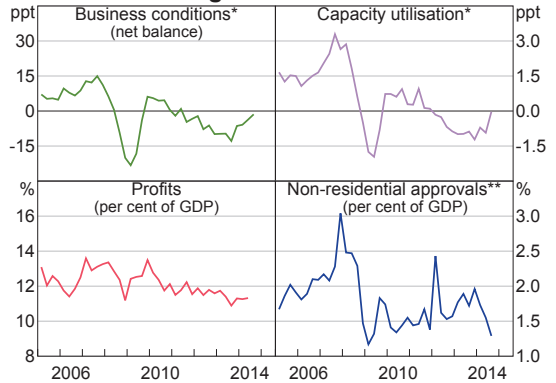 ppt
Business conditions*
(net balance)
Capacity utilisation*
ppt
30
15
0
-15
3.0
1.5
0.0
-1.5
%
Profits
(per cent of GDP)
Non-residential approvals**
(per cent of GDP)
%
16
14
12
10
8
3.0
2.5
2.0
1.5
1.0
2006
2010
2014
2006
2010
2014